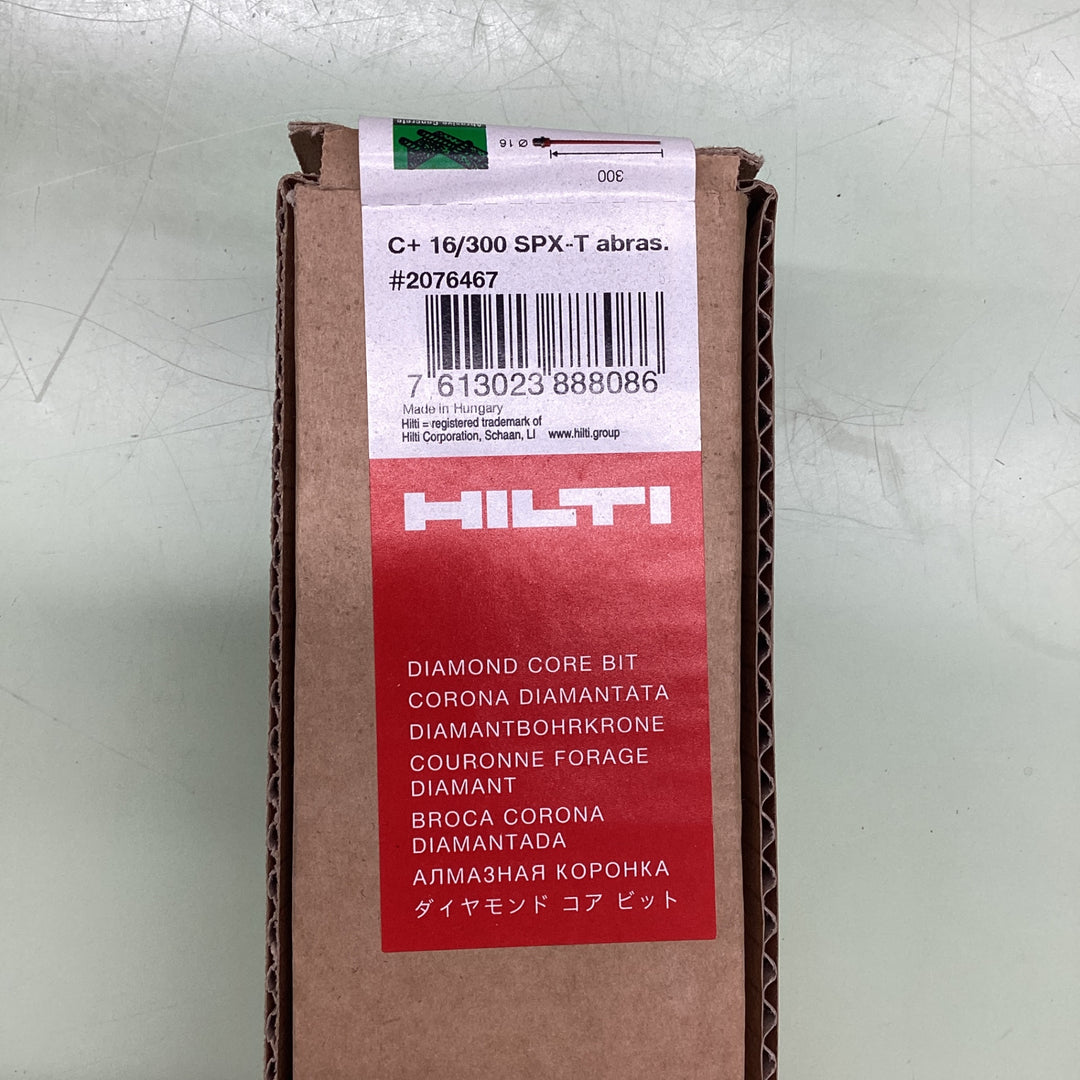 Abrasive Concrete
Ø 16
300
C+ 16/300 SPX-T abras.
#2076467
7 613023 888086
Made in Hungary
Hilti = registered trademark of
Hilti Corporation, Schaan, LI www.hilti.group
HILTI
DIAMOND CORE BIT
CORONA DIAMANTATA
DIAMANTBOHRKRONE
COURONNE FORAGE
DIAMANT
BROCA CORONA
DIAMANTADA
АЛМАЗНАЯ КОРОНКА
ダイヤモンド コア ビット